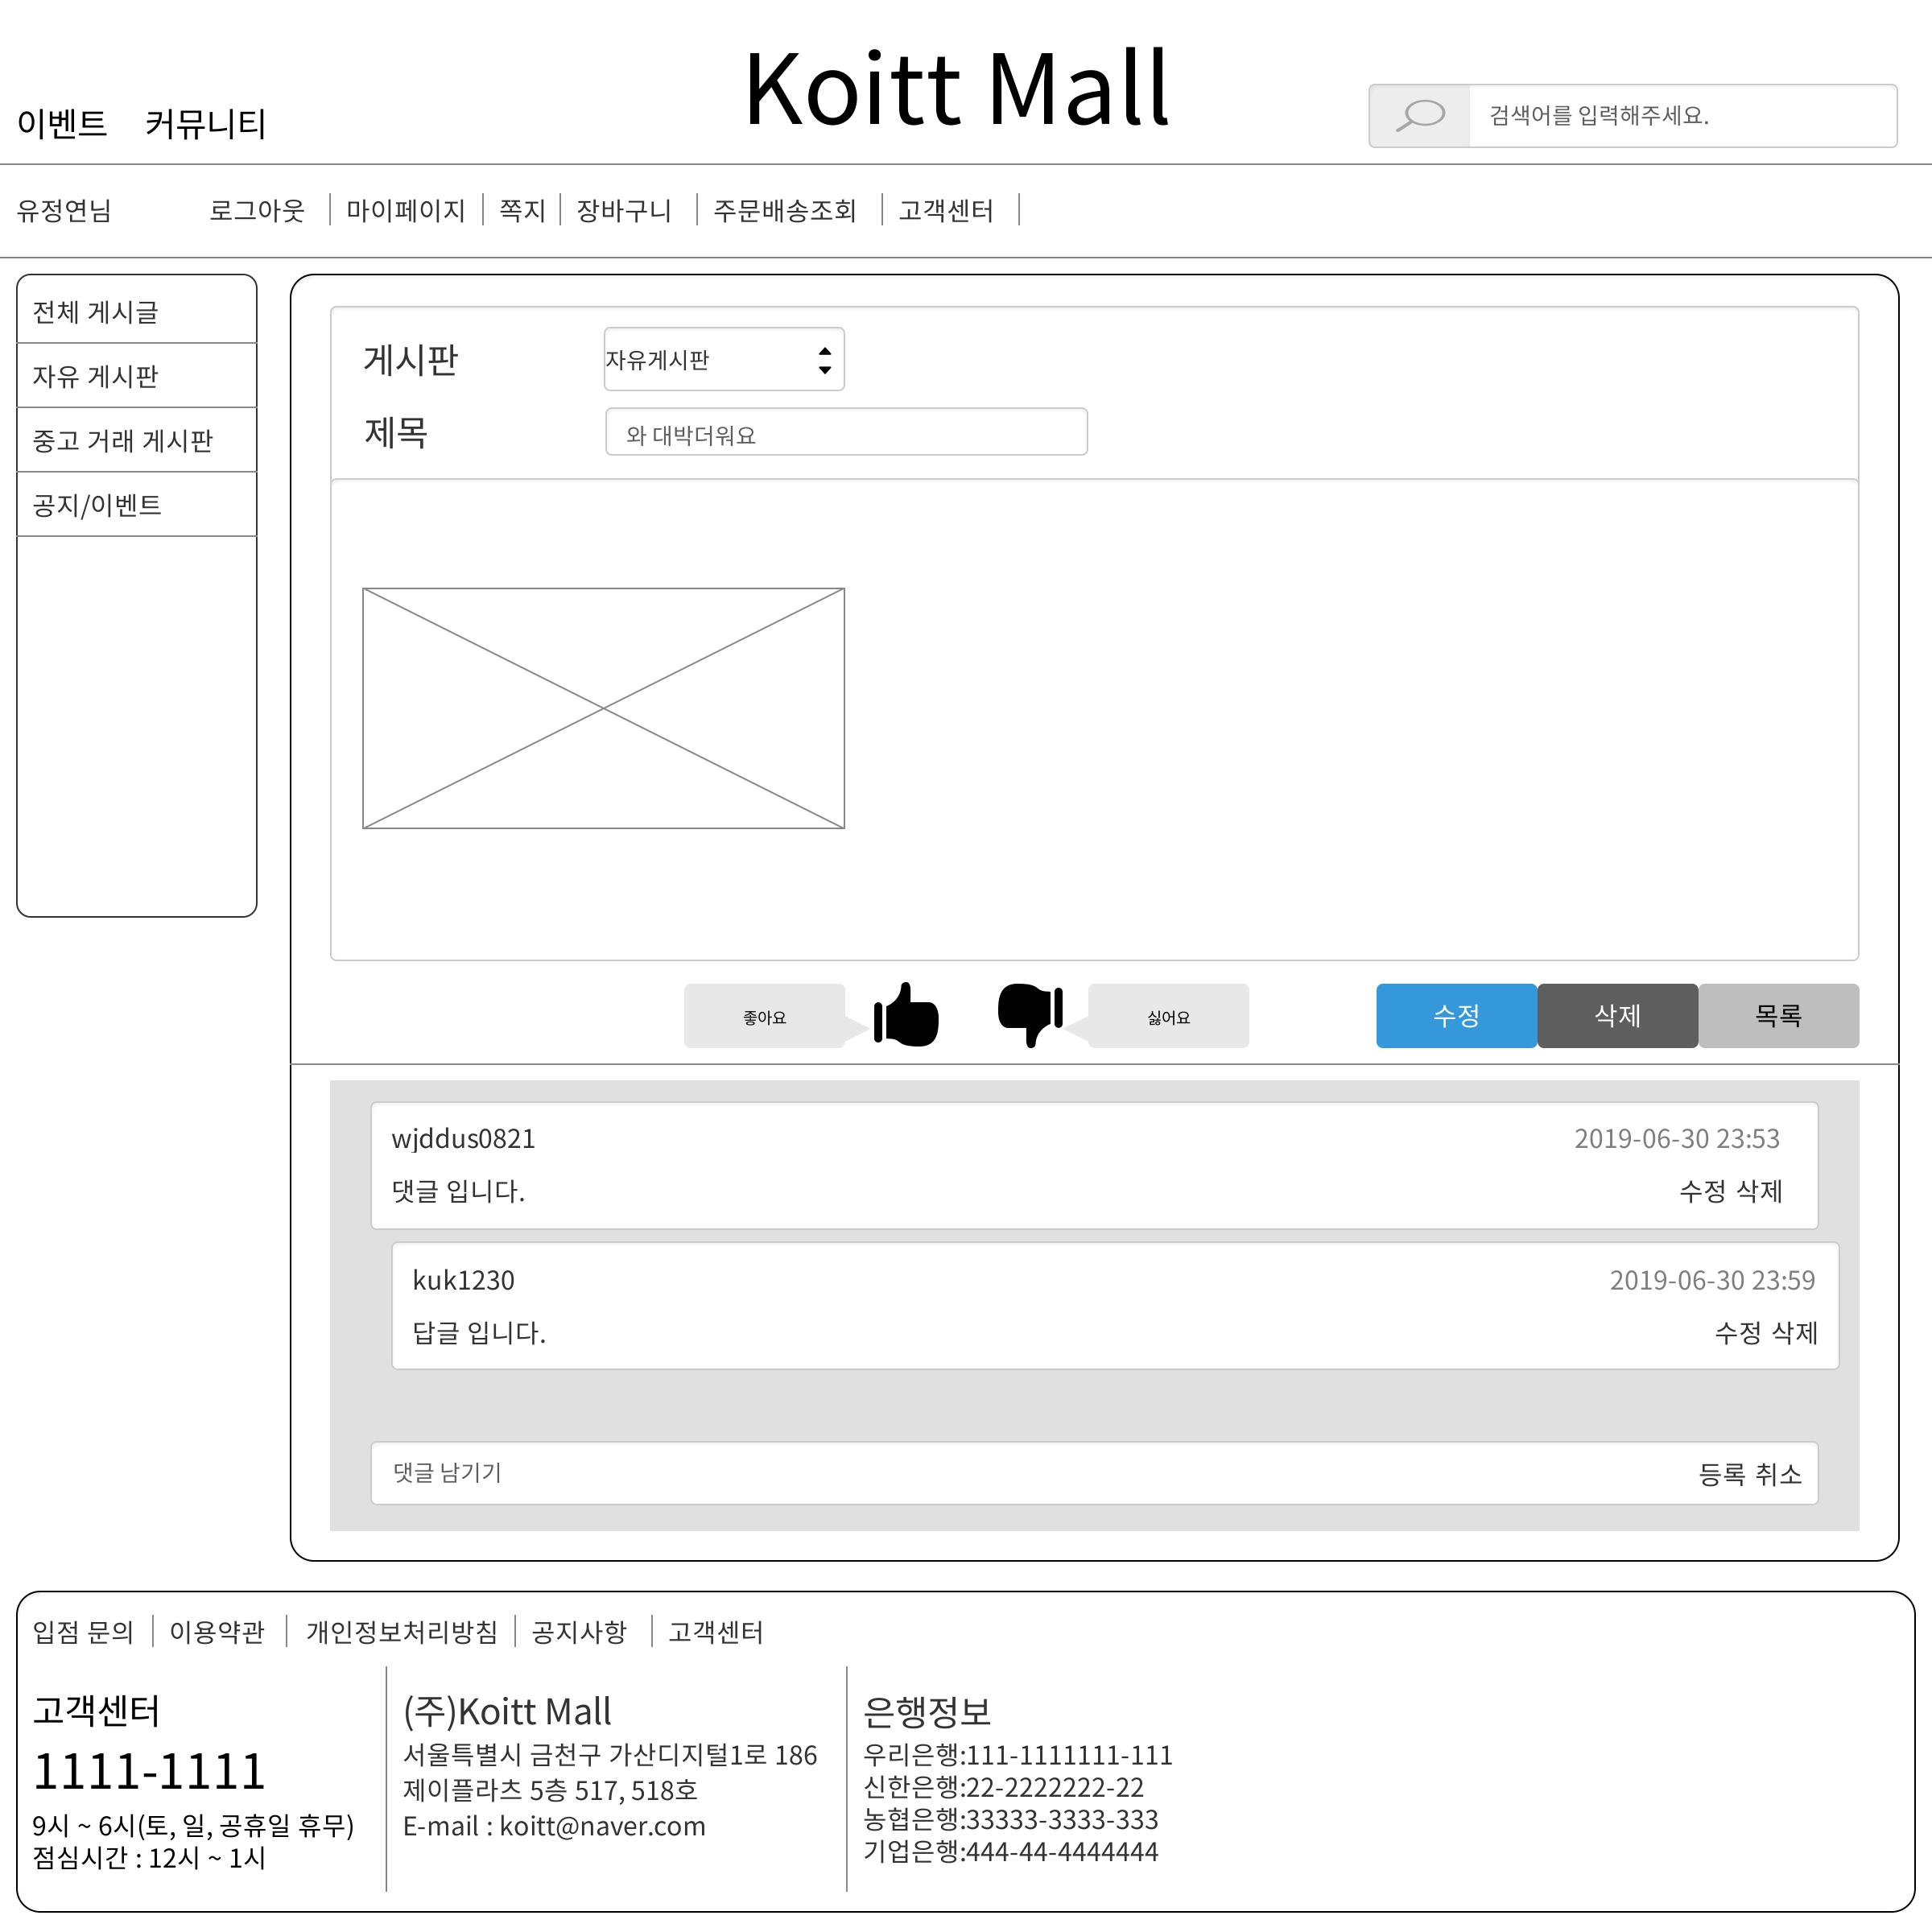 Koitt Mall
이벤트 커뮤니티
검색어를 입력해주세요.
유정연님 로그아웃 마이페이지 쪽지 장바구니 주문배송조회 고객센터
전체 게시글
자유 게시판
중고 거래 게시판
공지/이벤트
게시판 자유게시판
제목 와 대박더워요
좋아요 싫어요 수정 삭제 목록
wjddus0821 2019-06-30 23:53
댓글 입니다. 수정 삭제
kuk1230 2019-06-30 23:59
답글 입니다. 수정 삭제
댓글 남기기 등록 취소
입점 문의 이용약관 개인정보처리방침 공지사항 고객센터
고객센터
1111-1111
9시 ~ 6시(토, 일, 공휴일 휴무)
점심시간 : 12시 ~ 1시
(주)Koitt Mall
서울특별시 금천구 가산디지털1로 186
제이플라츠 5층 517, 518호
E-mail : koitt@naver.com
은행정보
우리은행:111-1111111-111
신한은행:22-2222222-22
농협은행:33333-3333-333
기업은행:444-44-4444444